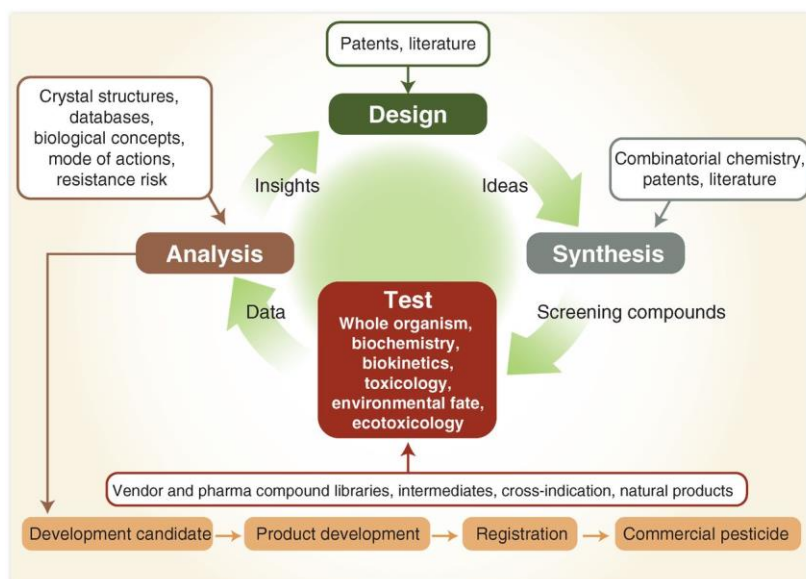 Patents, literature
Design
Crystal structures,
databases,
biological concepts,
mode of actions,
resistance risk
Combinatorial chemistry,
patents, literature
Insights
Ideas
Analysis
Synthesis
Test
Whole organism,
biochemistry,
biokinetics,
toxicology,
environmental fate,
ecotoxicology
Data
Screening compounds
Vendor and pharma compound libraries, intermediates, cross-indication, natural products
Development candidate
Product development
Registration
Commercial pesticide